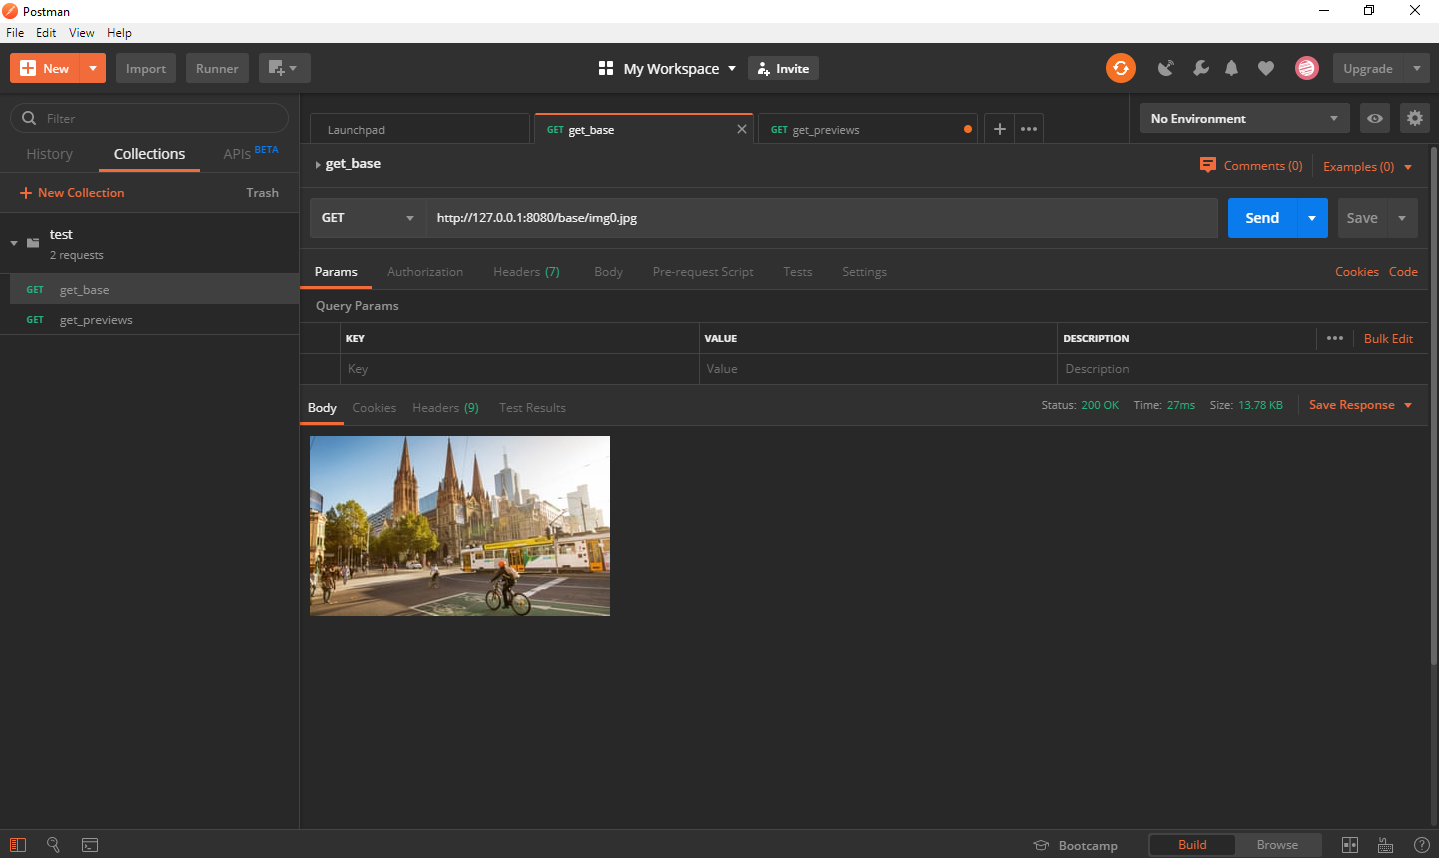 Postman
File Edit View Help
New Import Runner My Workspace Invite Upgrade
Filter
History Collections APIs BETA
New Collection Trash
test
2 requests
GET get_base
GET get_previews
Launchpad GET get_base GET get_previews No Environment
get_base Comments (0) Examples (0)
GET http://127.0.0.1:8080/base/img0.jpg Send Save
Params Authorization Headers (7) Body Pre-request Script Tests Settings Cookies Code
Query Params
KEY VALUE DESCRIPTION Bulk Edit
Key Value Description
Body Cookies Headers (9) Test Results Status: 200 OK Time: 27ms Size: 13.78 KB Save Response
Bootcamp Build Browse